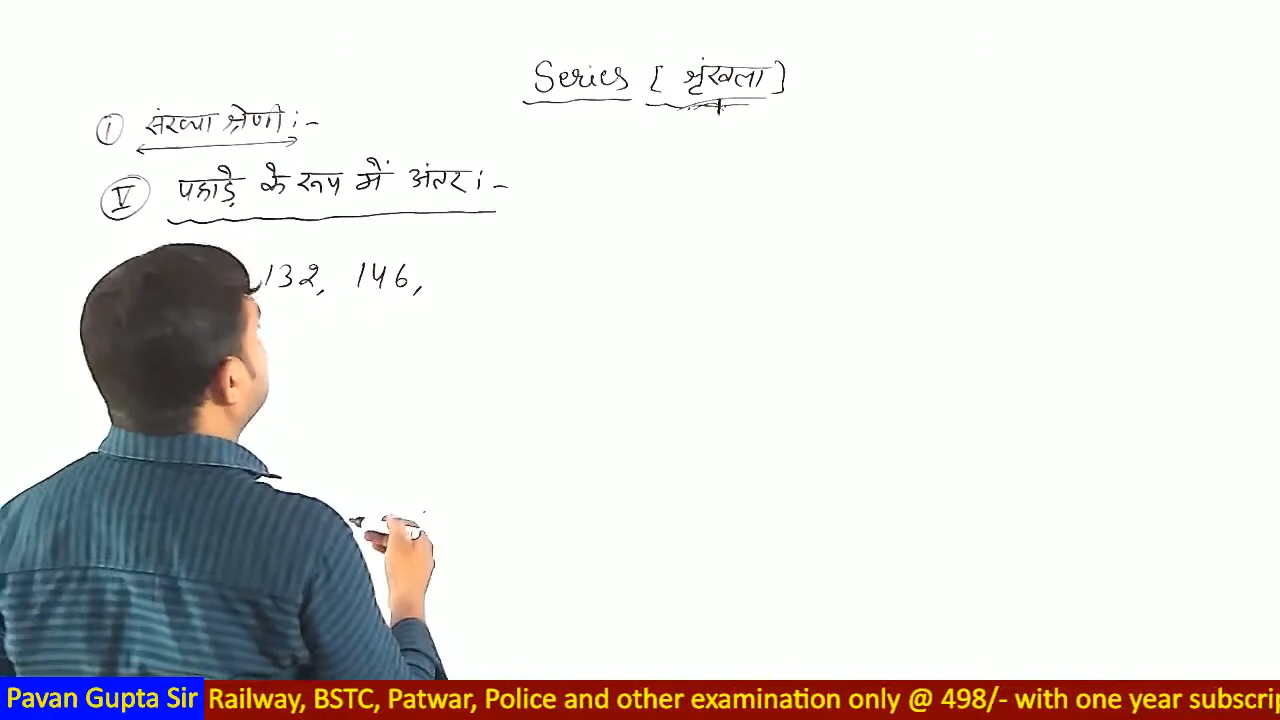 Series [ शृंखला ]
① संख्या श्रेणी :-
Ⅴ पहाड़े के रूप में अंतर :-
132, 146,
Pavan Gupta Sir Railway, BSTC, Patwar, Police and other examination only @ 498/- with one year subscrip